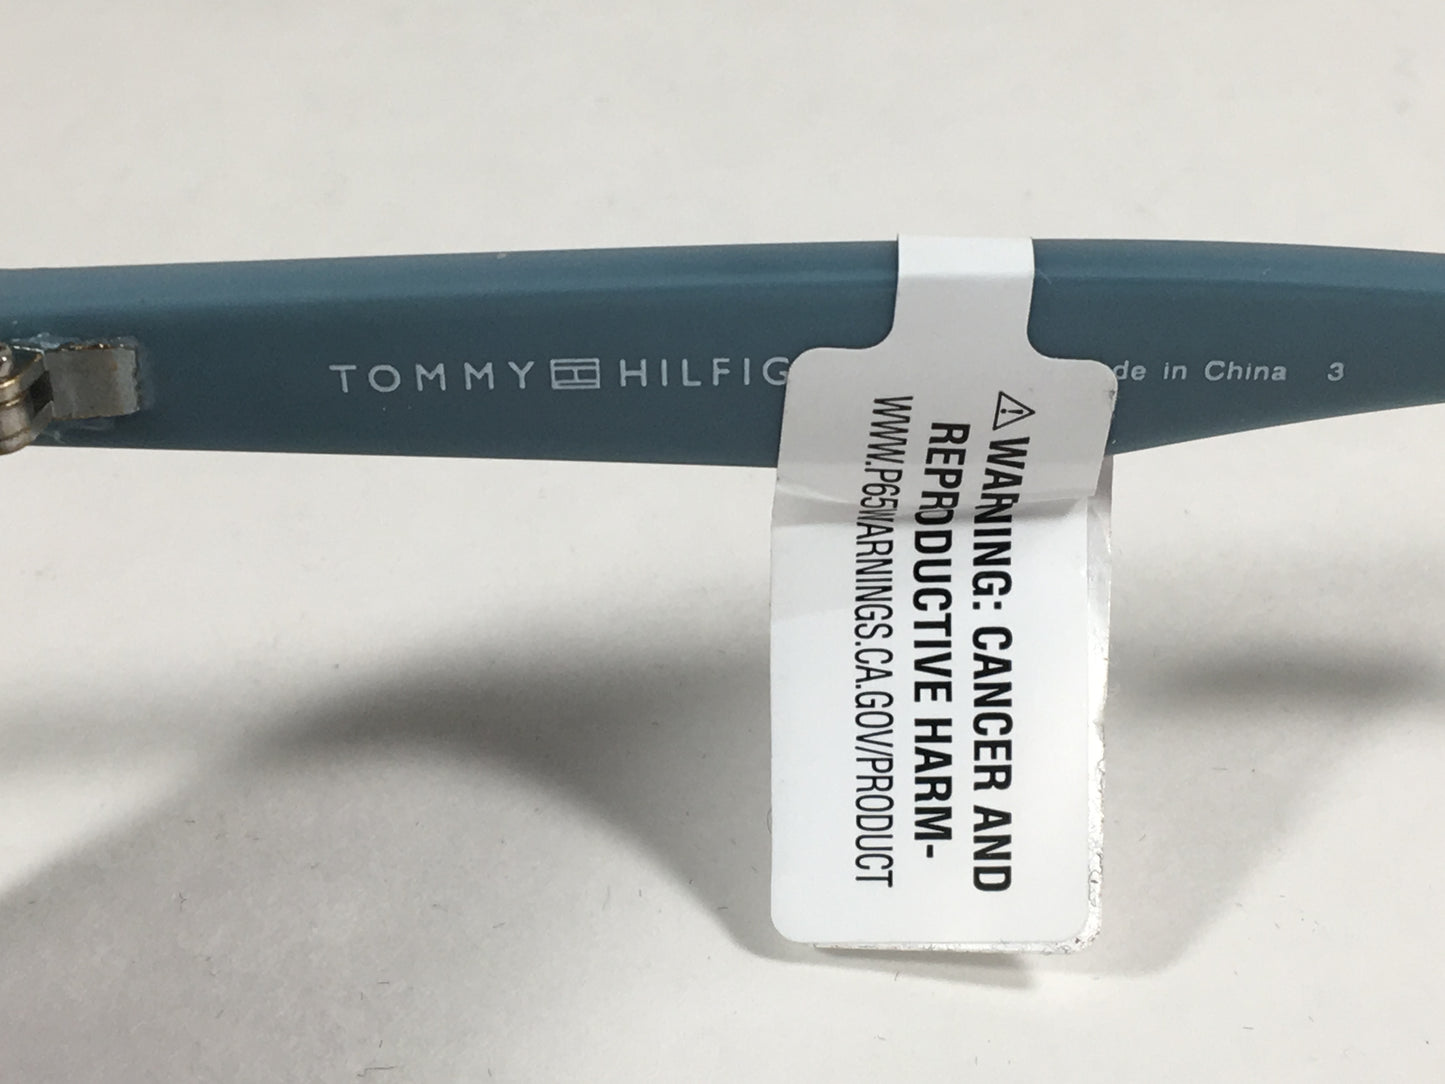 TOMMY HILFIG
de in China 3
⚠ WARNING: CANCER AND
REPRODUCTIVE HARM-
WWW.P65WARNINGS.CA.GOV/PRODUCT